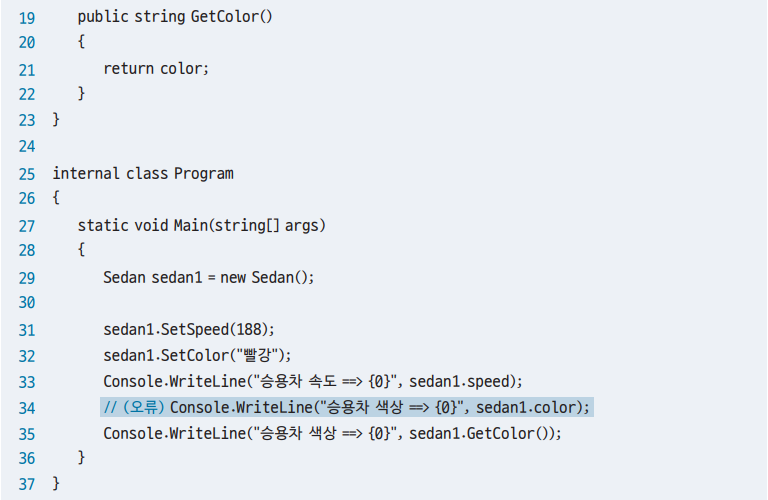 19 public string GetColor()
20 {
21 return color;
22 }
23 }
24
25 internal class Program
26 {
27 static void Main(string[] args)
28 {
29 Sedan sedan1 = new Sedan();
30
31 sedan1.SetSpeed(188);
32 sedan1.SetColor("빨강");
33 Console.WriteLine("승용차 속도 ==> {0}", sedan1.speed);
34 // (오류) Console.WriteLine("승용차 색상 ==> {0}", sedan1.color);
35 Console.WriteLine("승용차 색상 ==> {0}", sedan1.GetColor());
36 }
37 }